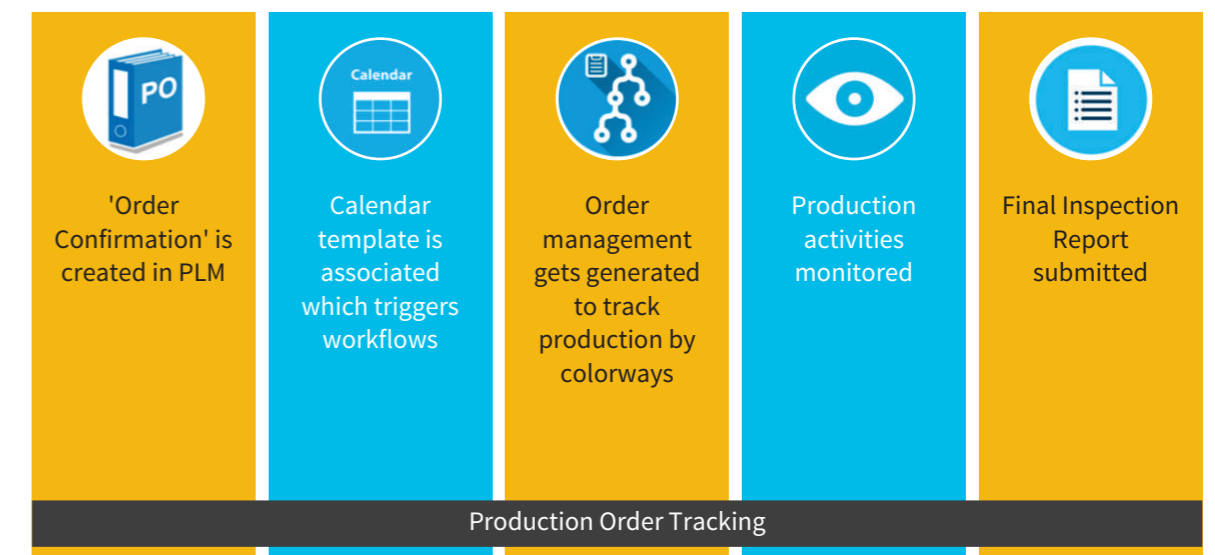 PO
'Order
Confirmation' is
created in PLM
Calendar
Calendar
template is
associated
which triggers
workflows
Order
management
gets generated
to track
production by
colorways
Production
activities
monitored
Final Inspection
Report
submitted
Production Order Tracking